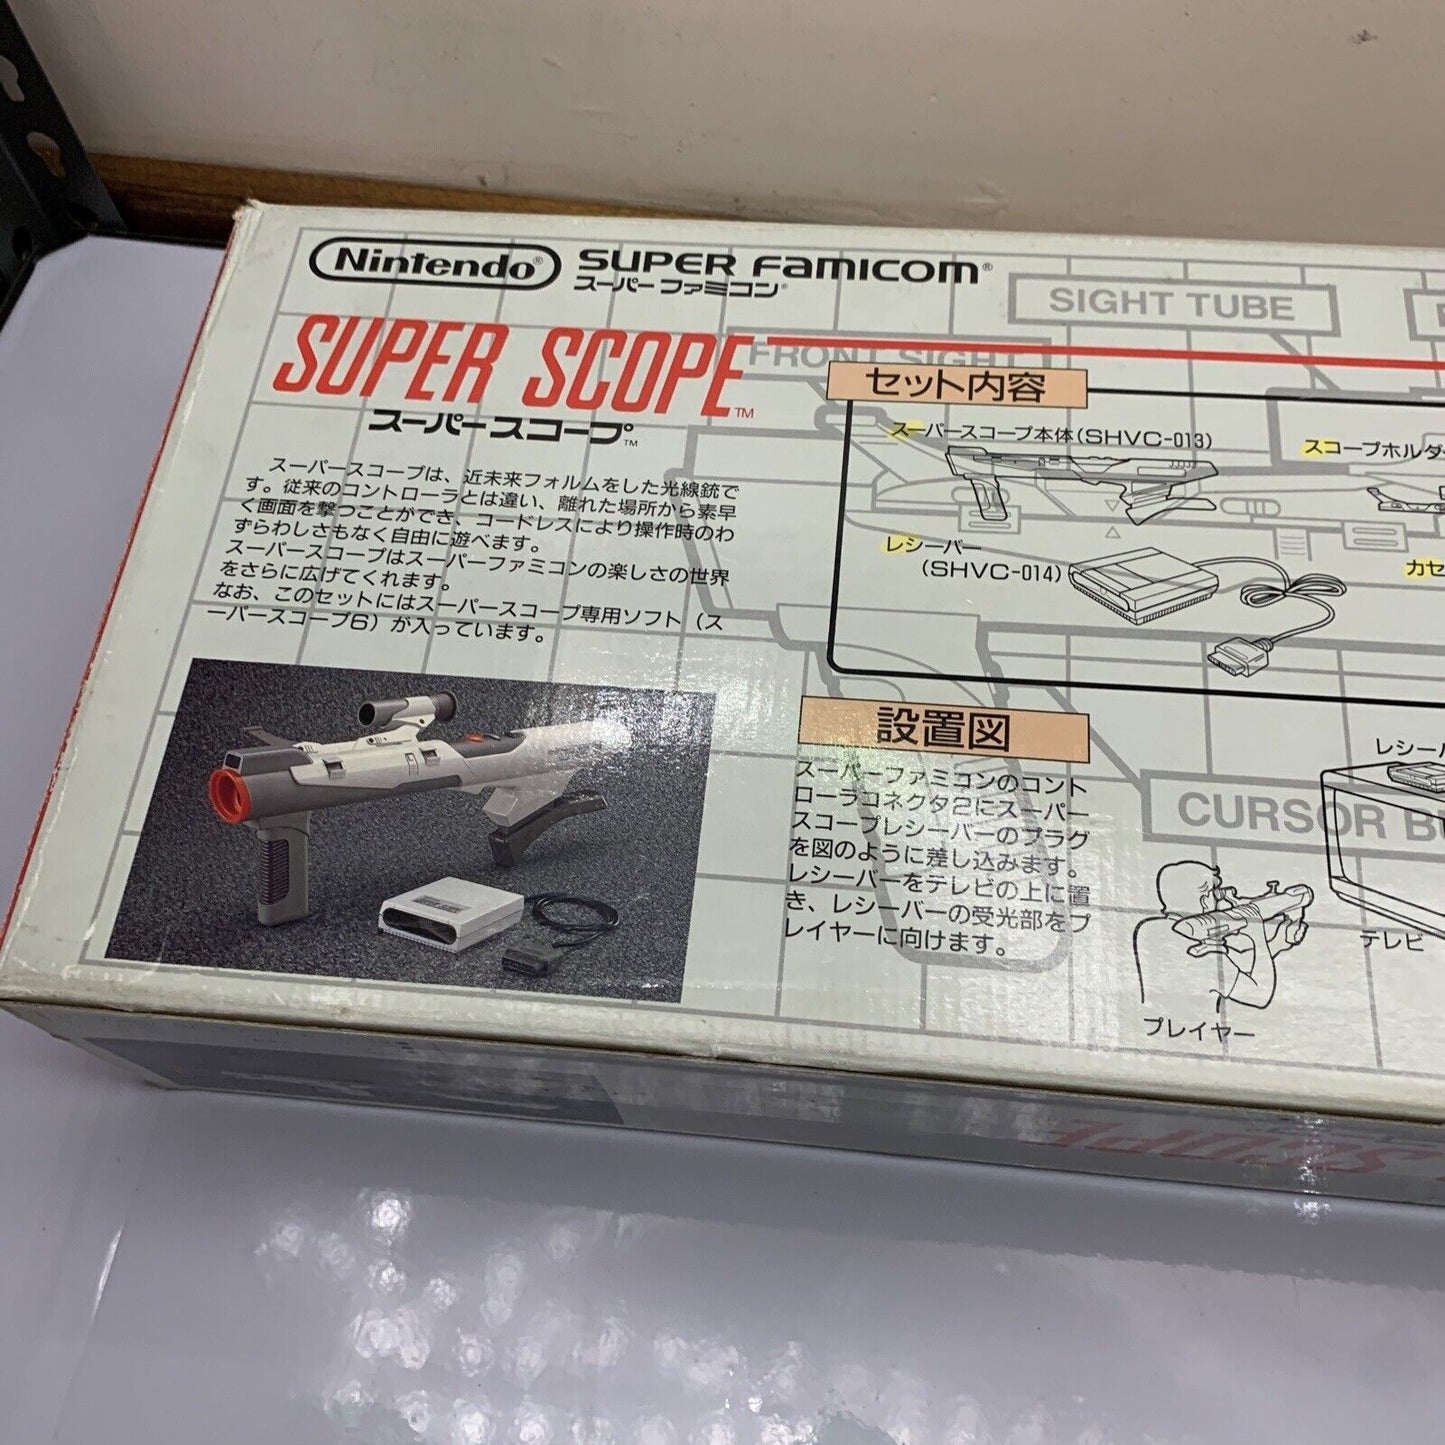 Nintendo® SUPER FAMICOM®
スーパーファミコン®
SUPER SCOPE™
スーパースコープ™
スーパースコープは、近未来フォルムをした光線銃で
す。従来のコントローラとは違い、離れた場所から素早
く画面を撃つことができ、コードレスにより操作時のわ
ずらわしさもなく自由に遊べます。
スーパースコープはスーパーファミコンの楽しさの世界
をさらに広げてくれます。
なお、このセットにはスーパースコープ専用ソフト（ス
ーパースコープ6）が入っています。
SIGHT TUBE
FRONT SIGHT
セット内容
スーパースコープ本体(SHVC-013)
スコープホルダ
レシーバー
(SHVC-014)
カセ
設置図
スーパーファミコンのコント
ローラコネクタ2にスーパー
スコープレシーバーのプラグ
を図のように差し込みます。
レシーバーをテレビの上に置
き、レシーバーの受光部をプ
レイヤーに向けます。
CURSOR BU
レシーバ
テレビ
プレイヤー
SCOPE